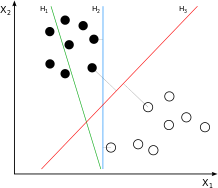 X₂ H₁ H₂ H₃
X₁